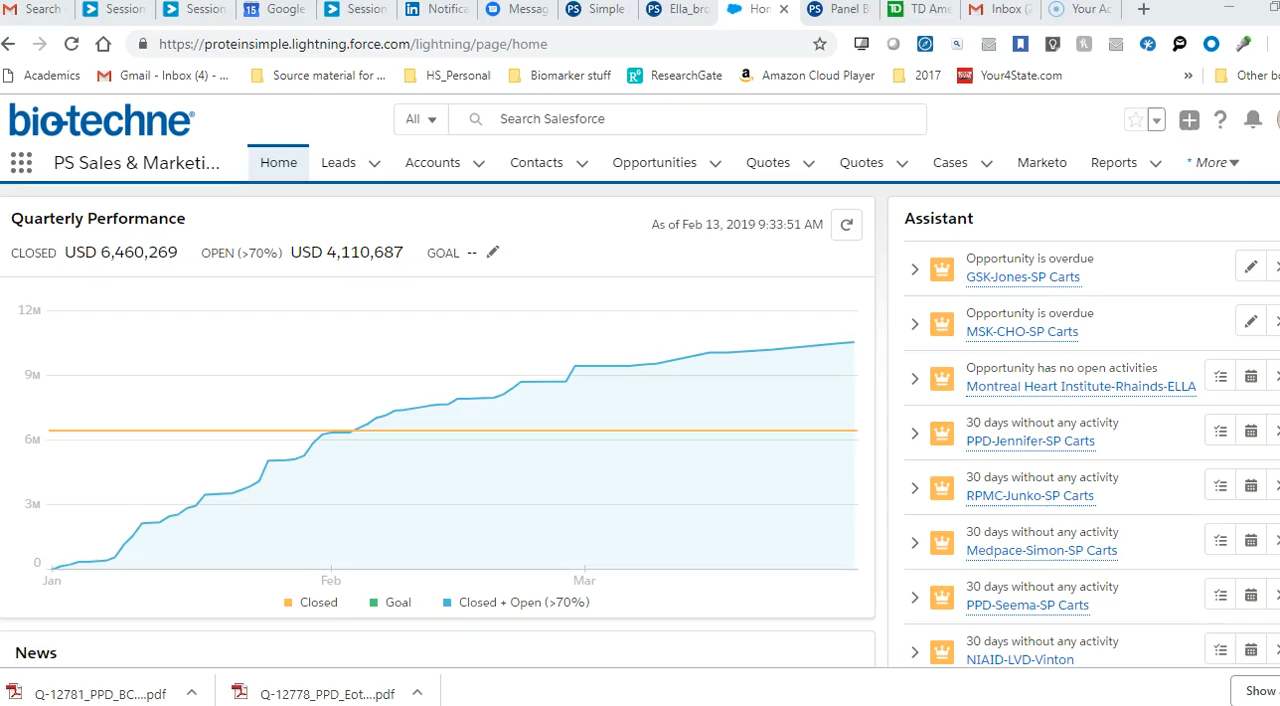 Search
Session
Session
15 Google
Session
Notifica
Messag
PS Simple
PS Ella_bro
Hon
PS Panel B
TD Ame
Inbox (
Your Ac
https://proteinsimple.lightning.force.com/lightning/page/home
Academics
Gmail - Inbox (4) - ...
Source material for ...
HS_Personal
Biomarker stuff
ResearchGate
Amazon Cloud Player
2017
Your4State.com
»
Other bo
bio-techne
All
Search Salesforce
PS Sales & Marketi...
Home
Leads
Accounts
Contacts
Opportunities
Quotes
Quotes
Cases
Marketo
Reports
* More
Quarterly Performance
As of Feb 13, 2019 9:33:51 AM
CLOSED USD 6,460,269 OPEN (>70%) USD 4,110,687 GOAL --
12M
9M
6M
3M
0
Jan Feb Mar
Closed Goal Closed + Open (>70%)
News
Assistant
Opportunity is overdue
GSK-Jones-SP Carts
Opportunity is overdue
MSK-CHO-SP Carts
Opportunity has no open activities
Montreal Heart Institute-Rhainds-ELLA
30 days without any activity
PPD-Jennifer-SP Carts
30 days without any activity
RPMC-Junko-SP Carts
30 days without any activity
Medpace-Simon-SP Carts
30 days without any activity
PPD-Seema-SP Carts
30 days without any activity
NIAID-LVD-Vinton
Q-12781_PPD_BC....pdf
Q-12778_PPD_Eot....pdf
Show